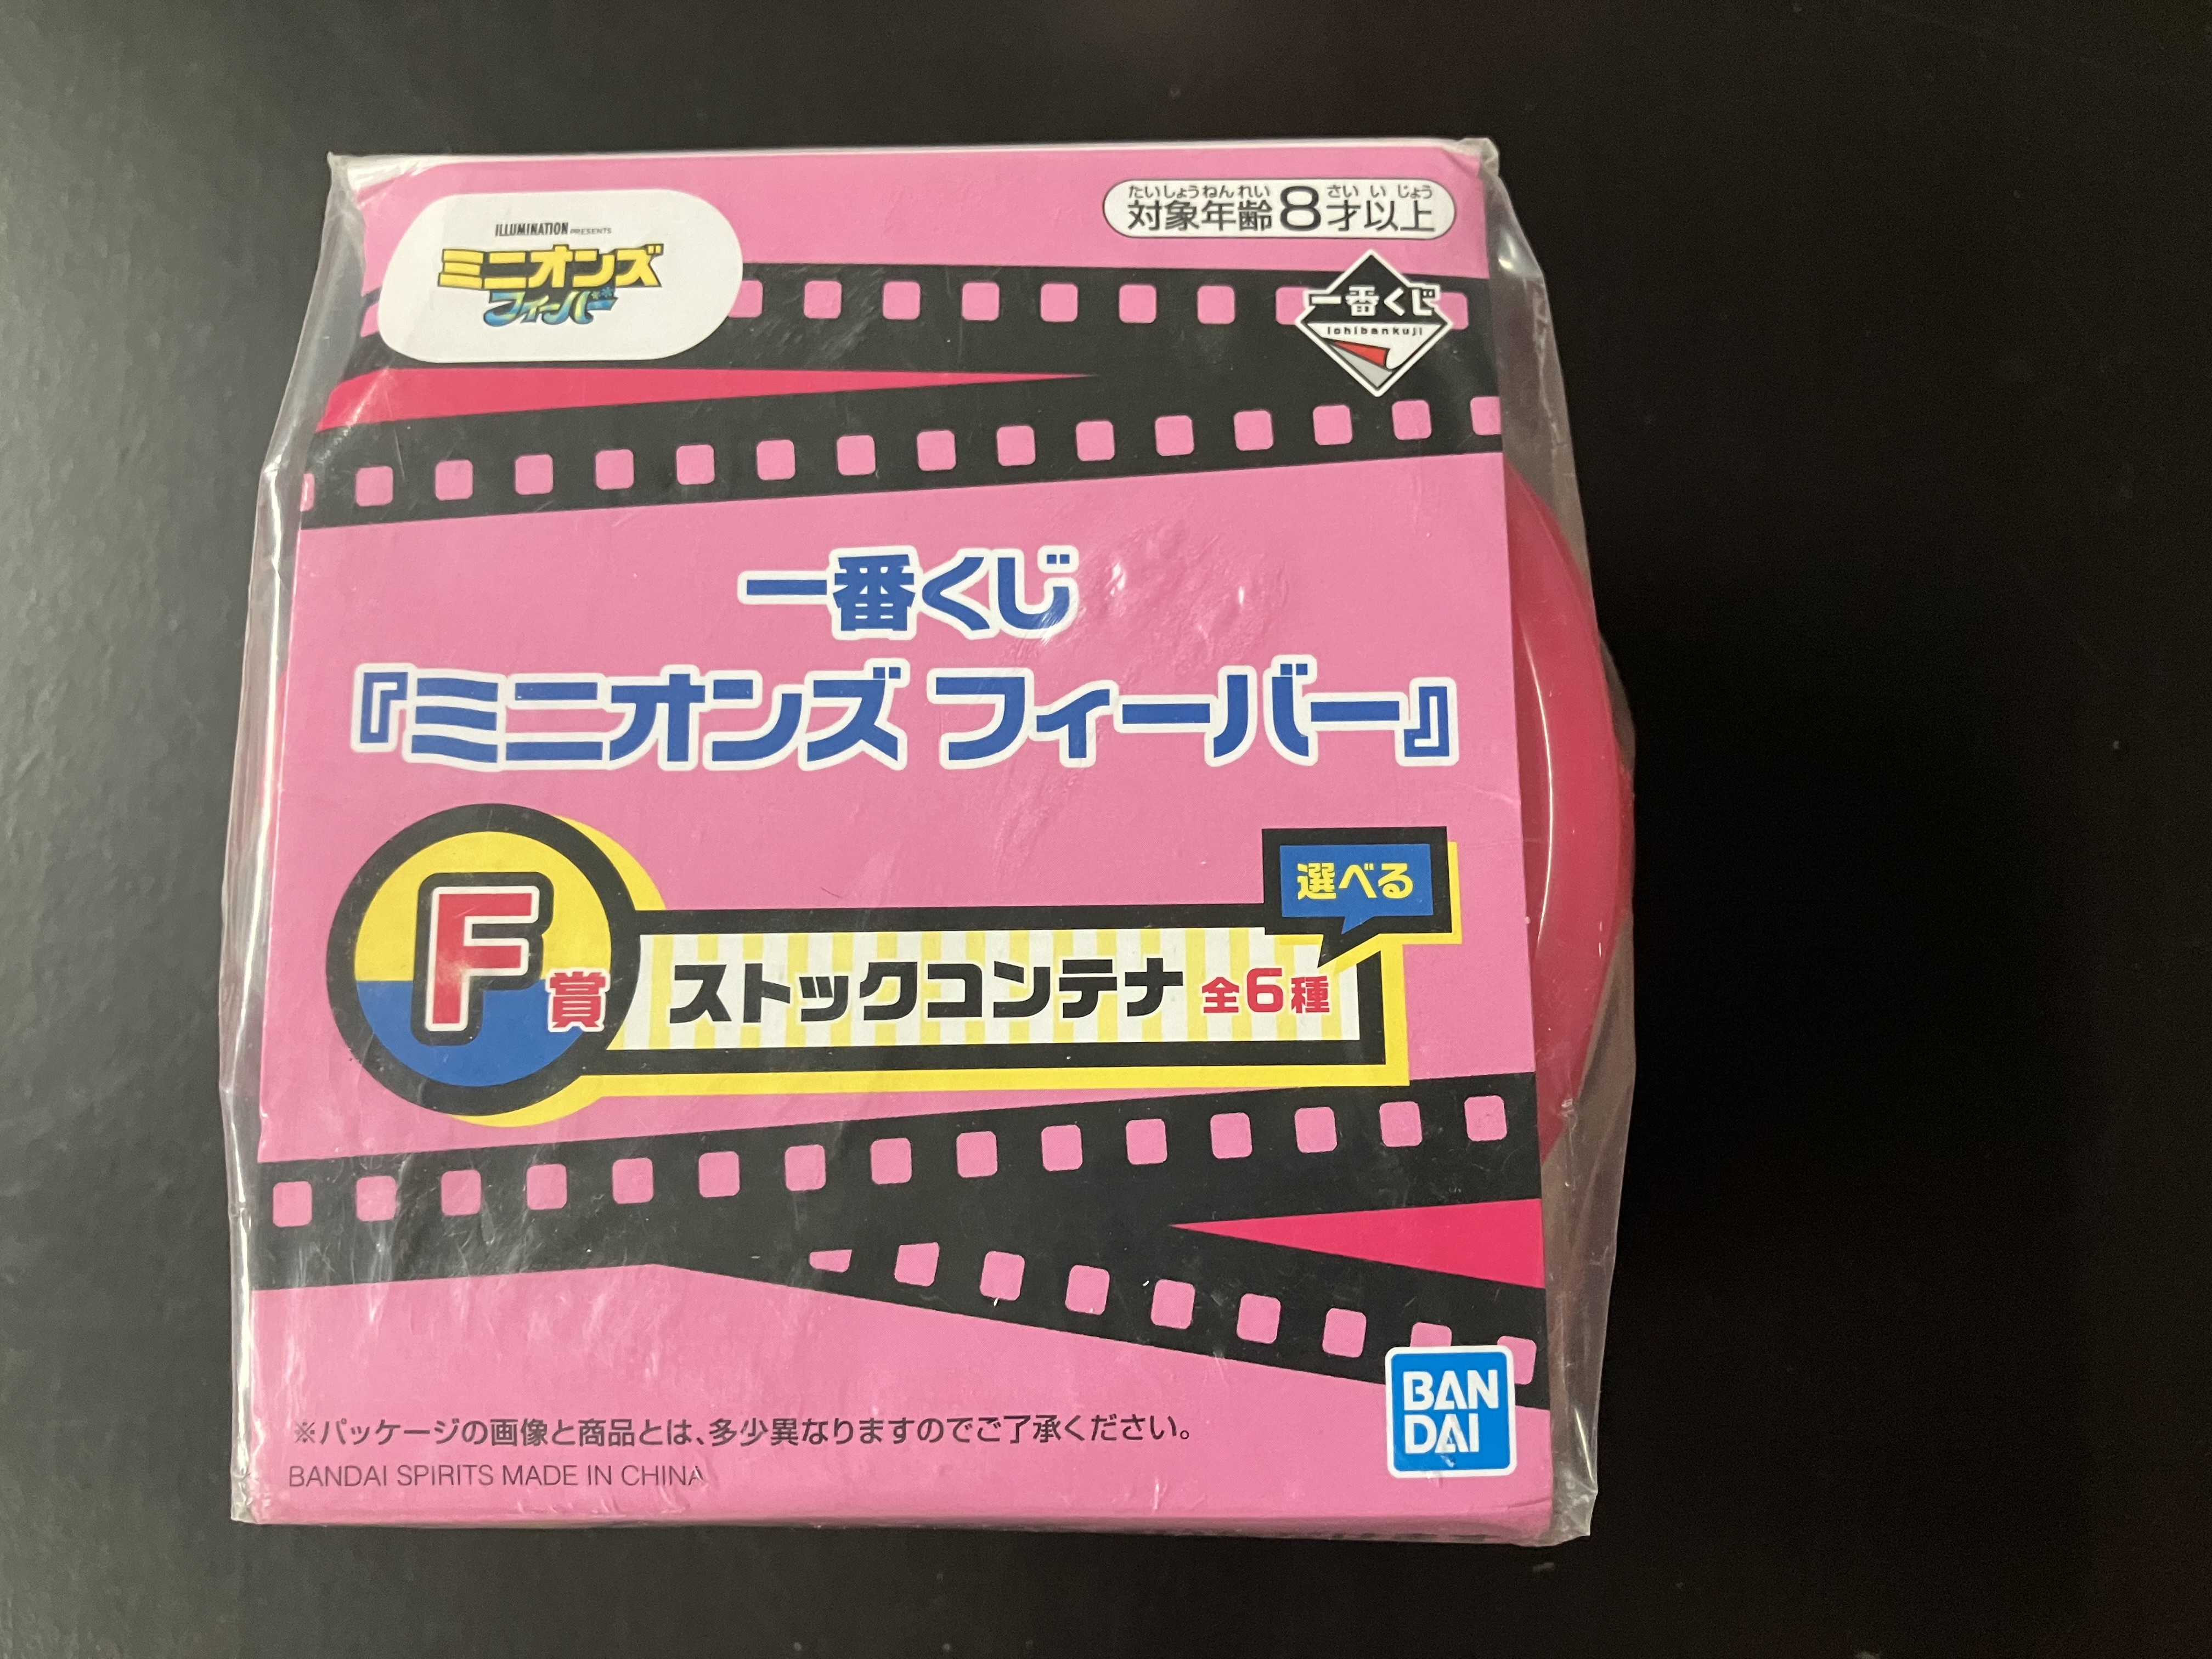 ILLUMINATION PRESENTS
ミニオンズ
フィーバー
たいしょうねんれい さい い じょう
対象年齢8才以上
一番くじ
ichibankuji
一番くじ
『ミニオンズ フィーバー』
選べる
F賞 ストックコンテナ 全6種
※パッケージの画像と商品とは、多少異なりますのでご了承ください。
BANDAI SPIRITS MADE IN CHINA
BAN
DAI